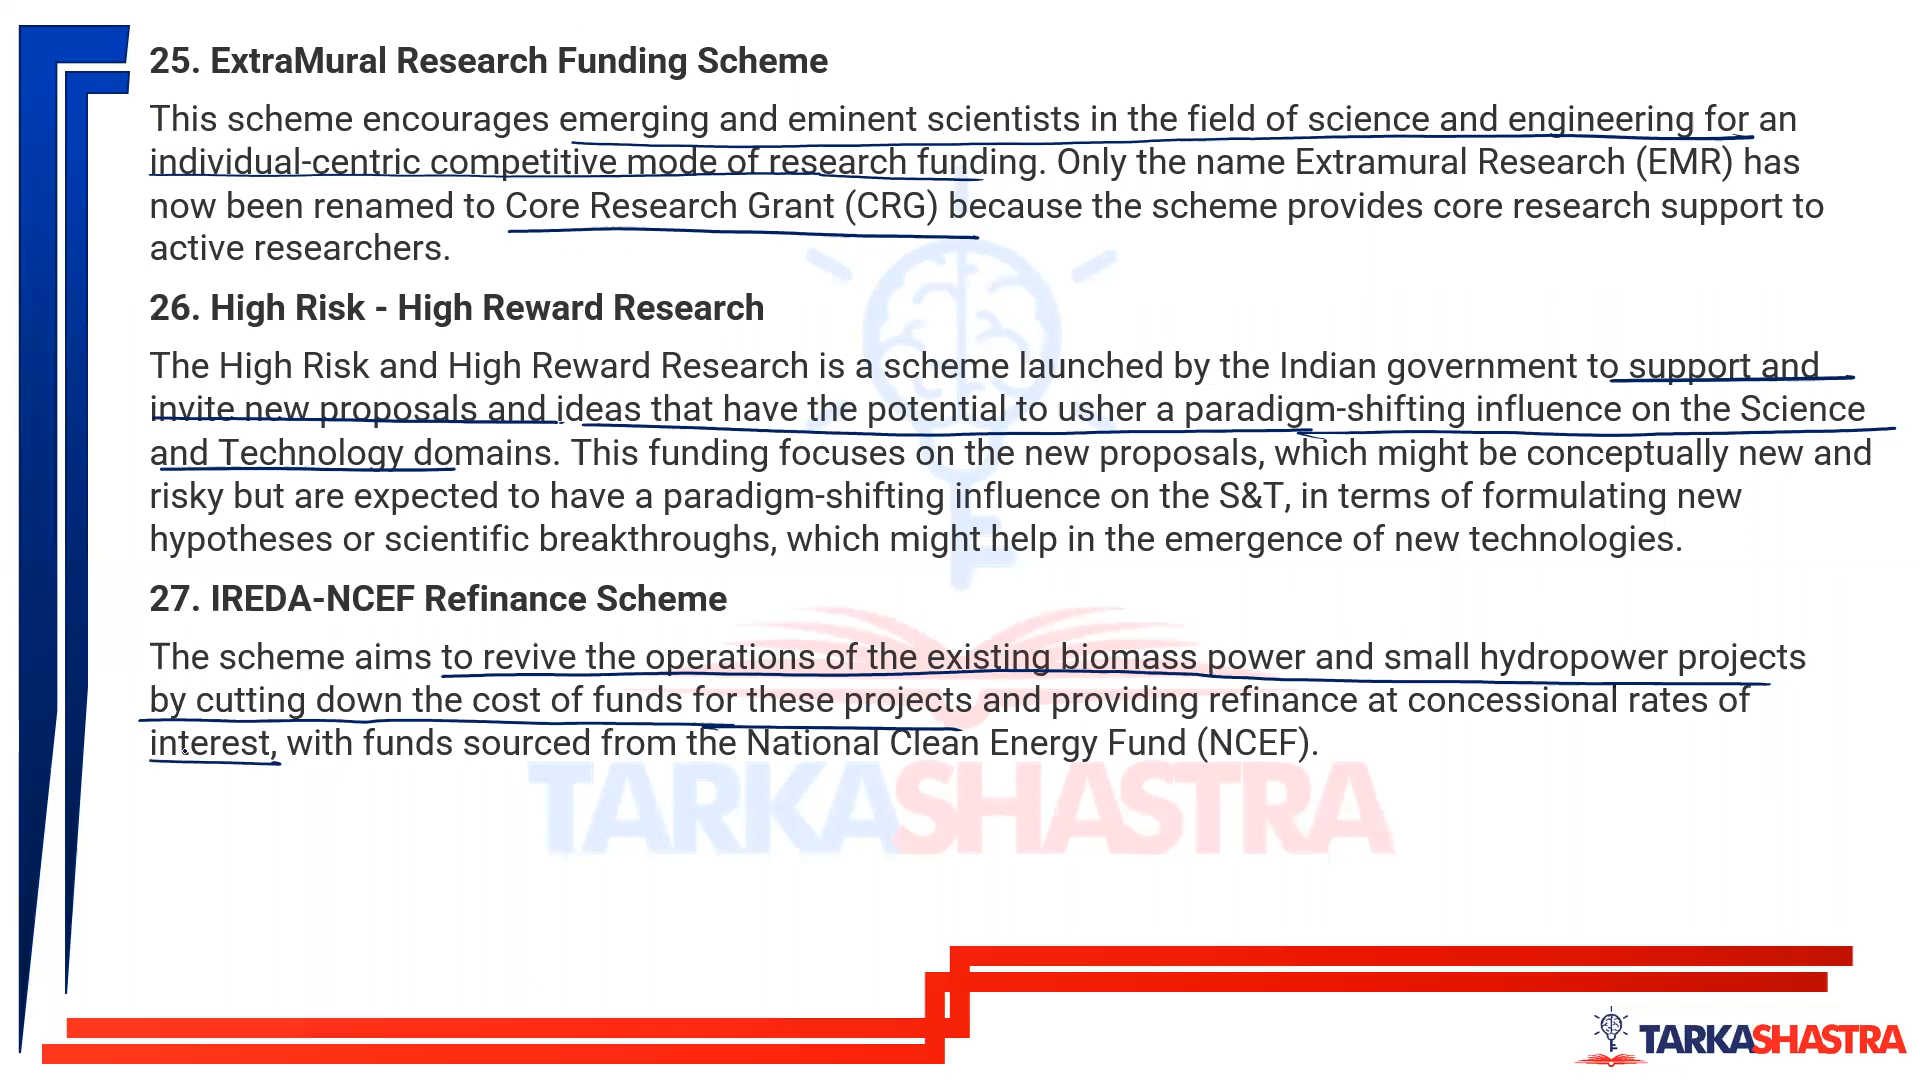 25. ExtraMural Research Funding Scheme
This scheme encourages emerging and eminent scientists in the field of science and engineering for an
individual-centric competitive mode of research funding. Only the name Extramural Research (EMR) has
now been renamed to Core Research Grant (CRG) because the scheme provides core research support to
active researchers.
26. High Risk - High Reward Research
The High Risk and High Reward Research is a scheme launched by the Indian government to support and
invite new proposals and ideas that have the potential to usher a paradigm-shifting influence on the Science
and Technology domains. This funding focuses on the new proposals, which might be conceptually new and
risky but are expected to have a paradigm-shifting influence on the S&T, in terms of formulating new
hypotheses or scientific breakthroughs, which might help in the emergence of new technologies.
27. IREDA-NCEF Refinance Scheme
The scheme aims to revive the operations of the existing biomass power and small hydropower projects
by cutting down the cost of funds for these projects and providing refinance at concessional rates of
interest, with funds sourced from the National Clean Energy Fund (NCEF).
TARKASHASTRA
TARKASHASTRA